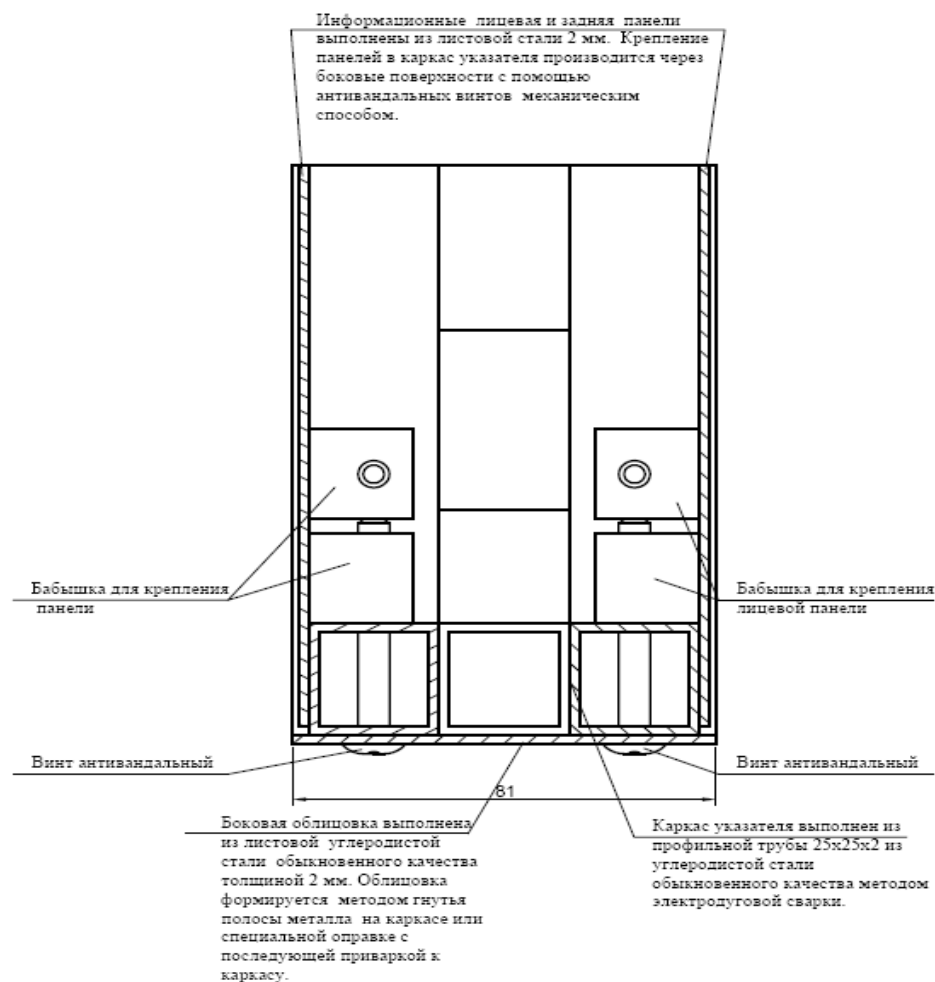 Информационные лицевая и задняя панели
выполнены из листовой стали 2 мм. Крепление
панелей в каркас указателя производится через
боковые поверхности с помощью
антивандальных винтов механическим
способом.
Бабышка для крепления
панели
Бабышка для крепления
лицевой панели
Винт антивандальный
Винт антивандальный
81
Боковая облицовка выполнена
из листовой углеродистой
стали обыкновенного качества
толщиной 2 мм. Облицовка
формируется методом гнутья
полосы металла на каркасе или
специальной оправке с
последующей приваркой к
каркасу.
Каркас указателя выполнен из
профильной трубы 25х25х2 из
углеродистой стали
обыкновенного качества методом
электродуговой сварки.